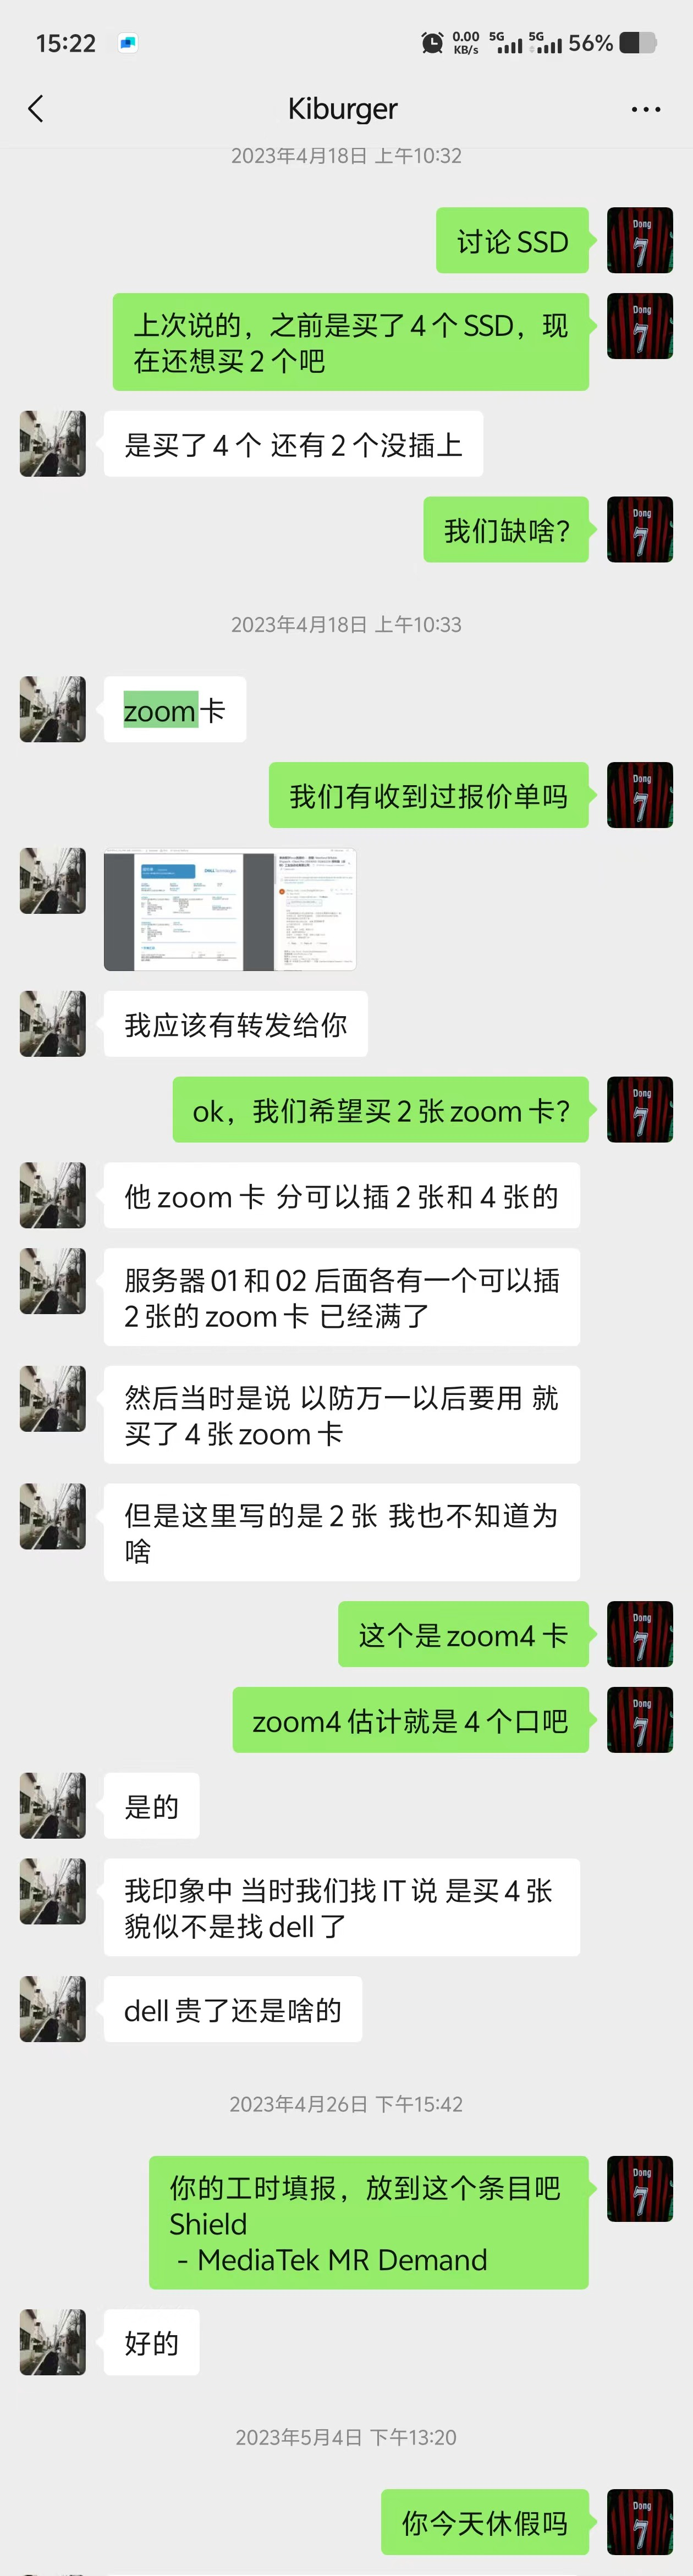 15:22
0.00 KB/s 5G 5G 56%
Kiburger
2023年4月18日 上午10:32
讨论 SSD
上次说的，之前是买了 4 个 SSD，现
在还想买 2 个吧
是买了 4 个 还有 2 个没插上
我们缺啥?
2023年4月18日 上午10:33
zoom 卡
我们有收到过报价单吗
我应该有转发给你
ok，我们希望买 2 张 zoom 卡?
他 zoom 卡 分可以插 2 张和 4 张的
服务器 01 和 02 后面各有一个可以插
2 张的 zoom 卡 已经满了
然后当时是说 以防万一以后要用 就
买了 4 张 zoom 卡
但是这里写的是 2 张 我也不知道为
啥
这个是 zoom4 卡
zoom4 估计就是 4 个口吧
是的
我印象中 当时我们找 IT 说 是买 4 张
貌似不是找 dell 了
dell 贵了还是啥的
2023年4月26日 下午15:42
你的工时填报，放到这个条目吧
Shield
- MediaTek MR Demand
好的
2023年5月4日 下午13:20
你今天休假吗